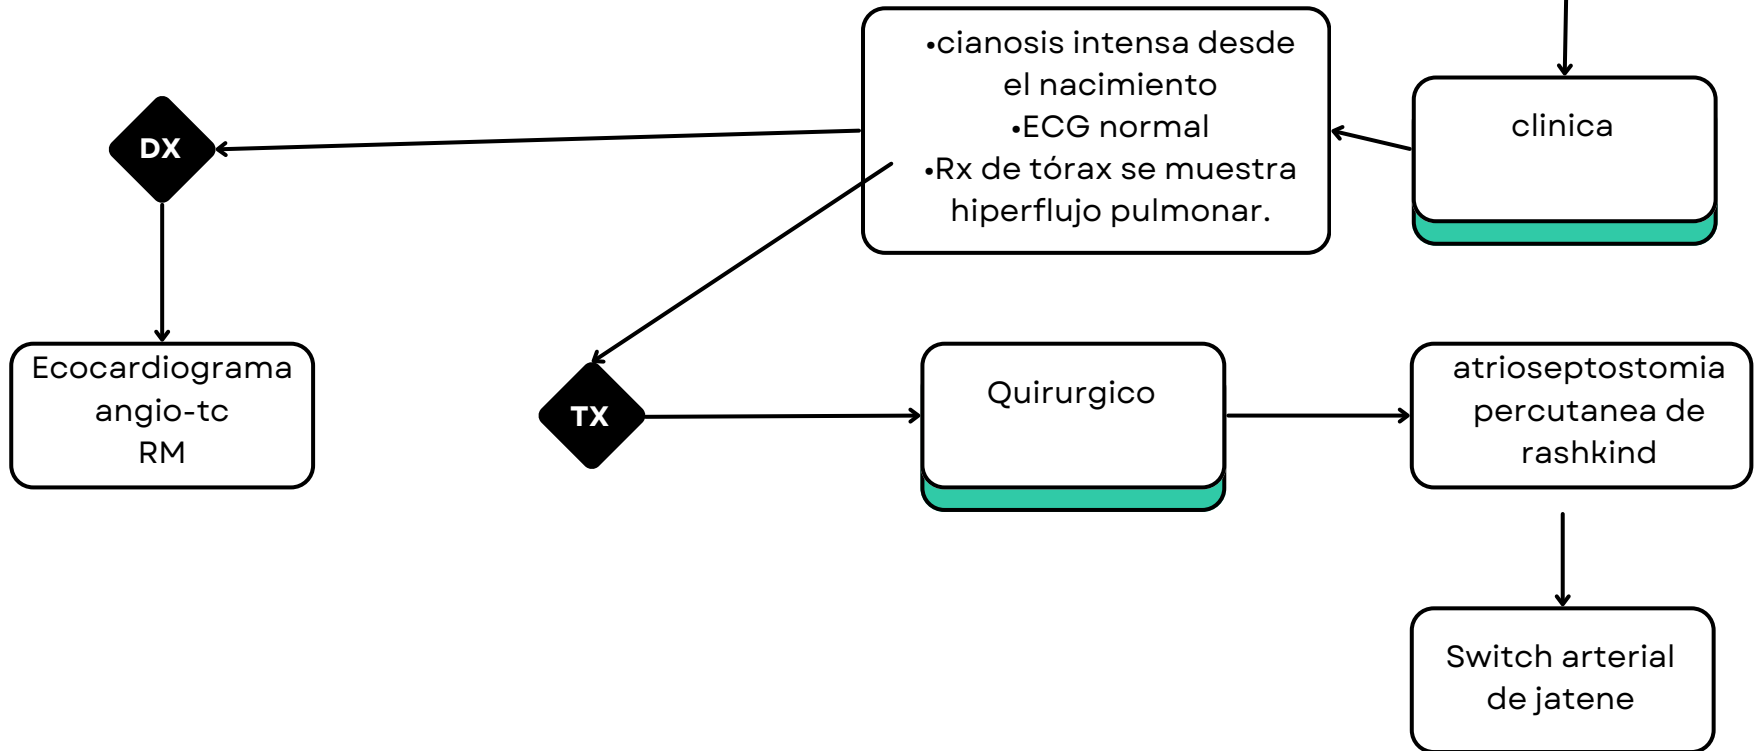 •cianosis intensa desde
el nacimiento
•ECG normal
•Rx de tórax se muestra
hiperflujo pulmonar.
clinica
DX
Ecocardiograma
angio-tc
RM
TX
Quirurgico
atrioseptostomia
percutanea de
rashkind
Switch arterial
de jatene